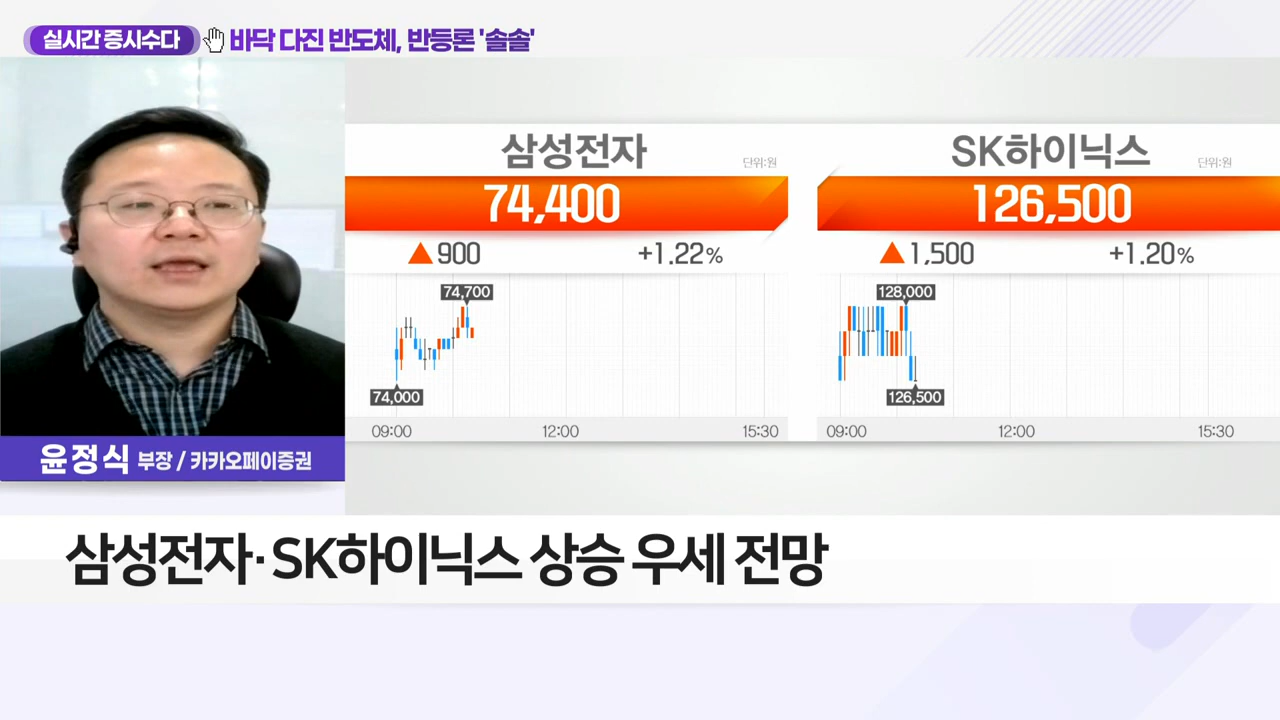 실시간 증시수다 바닥 다진 반도체, 반등론 '솔솔'
삼성전자 단위:원
74,400
▲900 +1.22%
74,700
74,000
09:00 12:00 15:30
SK하이닉스 단위:원
126,500
▲1,500 +1.20%
128,000
126,500
09:00 12:00 15:30
윤정식 부장 / 카카오페이증권
삼성전자·SK하이닉스 상승 우세 전망